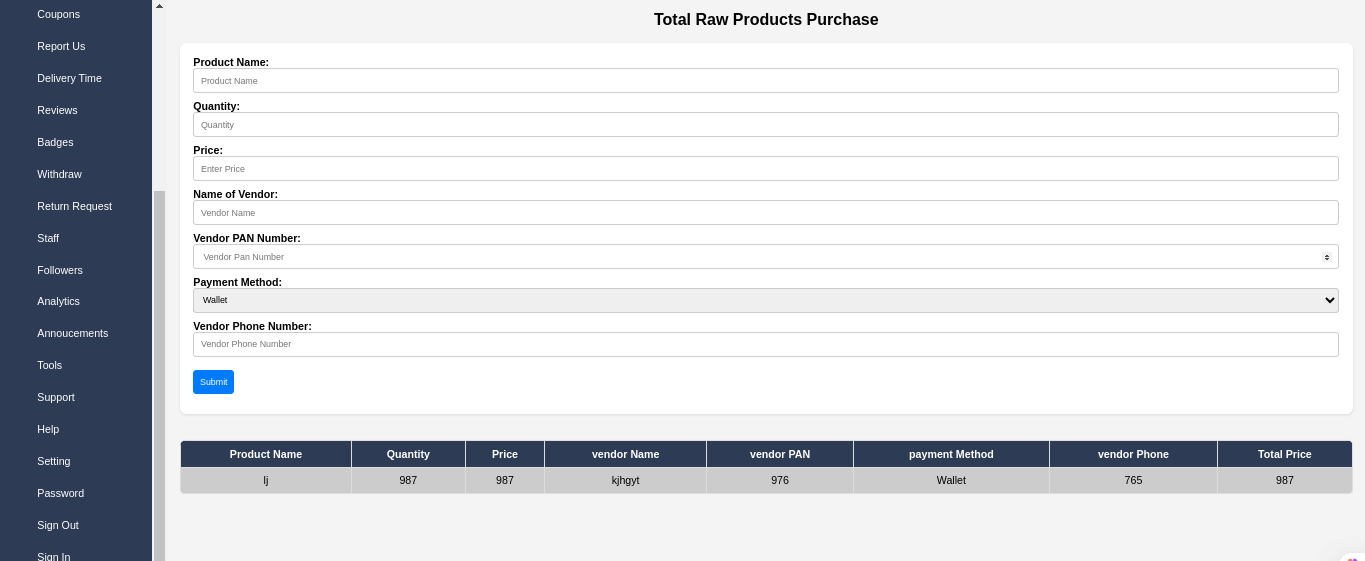 Coupons
Report Us
Delivery Time
Reviews
Badges
Withdraw
Return Request
Staff
Followers
Analytics
Annoucements
Tools
Support
Help
Setting
Password
Sign Out
Sign In
Total Raw Products Purchase
Product Name:
Product Name
Quantity:
Quantity
Price:
Enter Price
Name of Vendor:
Vendor Name
Vendor PAN Number:
Vendor Pan Number
Payment Method:
Wallet
Vendor Phone Number:
Vendor Phone Number
Submit
Product Name Quantity Price vendor Name vendor PAN payment Method vendor Phone Total Price
lj 987 987 kjhgyt 976 Wallet 765 987